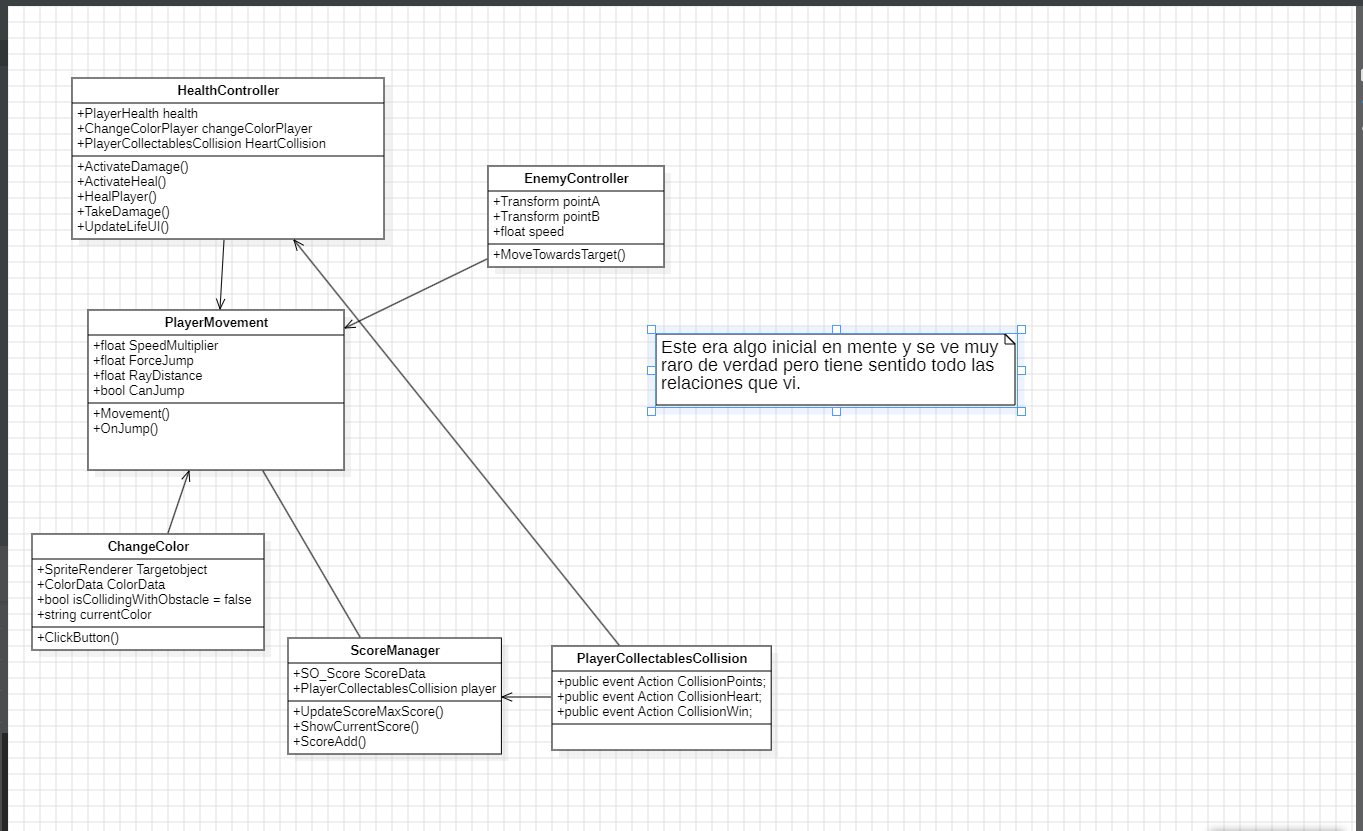 HealthController
+PlayerHealth health
+ChangeColorPlayer changeColorPlayer
+PlayerCollectablesCollision HeartCollision
+ActivateDamage()
+ActivateHeal()
+HealPlayer()
+TakeDamage()
+UpdateLifeUI()
EnemyController
+Transform pointA
+Transform pointB
+float speed
+MoveTowardsTarget()
PlayerMovement
+float SpeedMultiplier
+float ForceJump
+float RayDistance
+bool CanJump
+Movement()
+OnJump()
Este era algo inicial en mente y se ve muy
raro de verdad pero tiene sentido todo las
relaciones que vi.
ChangeColor
+SpriteRenderer Targetobject
+ColorData ColorData
+bool isCollidingWithObstacle = false
+string currentColor
+ClickButton()
ScoreManager
+SO_Score ScoreData
+PlayerCollectablesCollision player
+UpdateScoreMaxScore()
+ShowCurrentScore()
+ScoreAdd()
PlayerCollectablesCollision
+public event Action CollisionPoints;
+public event Action CollisionHeart;
+public event Action CollisionWin;